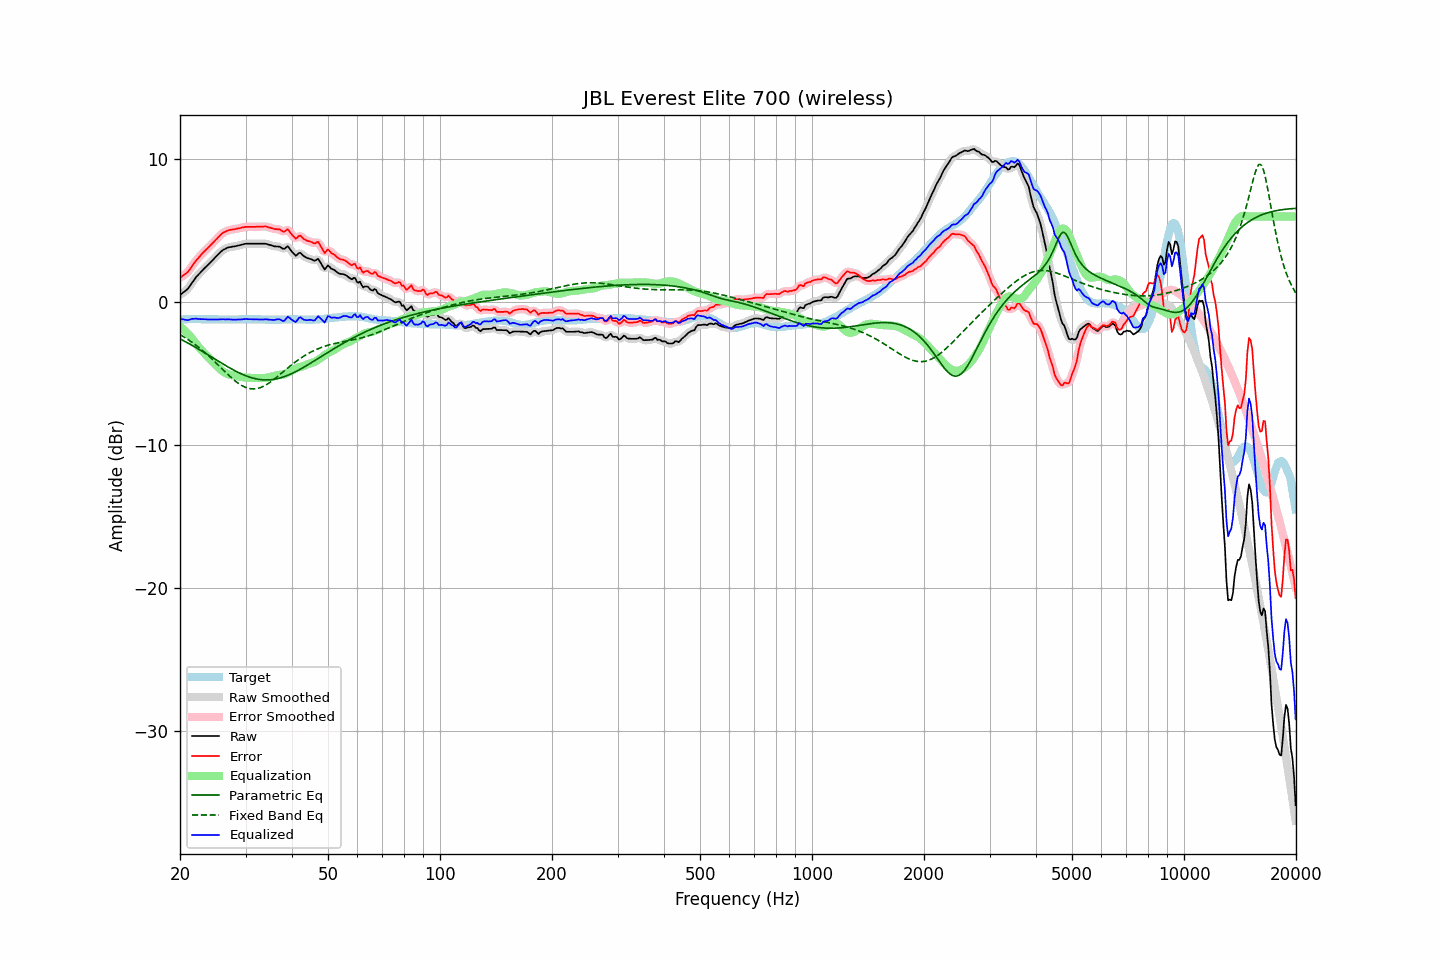 JBL Everest Elite 700 (wireless)
10
0
−10
−20
−30
Amplitude (dBr)
Target
Raw Smoothed
Error Smoothed
Raw
Error
Equalization
Parametric Eq
Fixed Band Eq
Equalized
20
50
100
200
500
1000
2000
5000
10000
20000
Frequency (Hz)